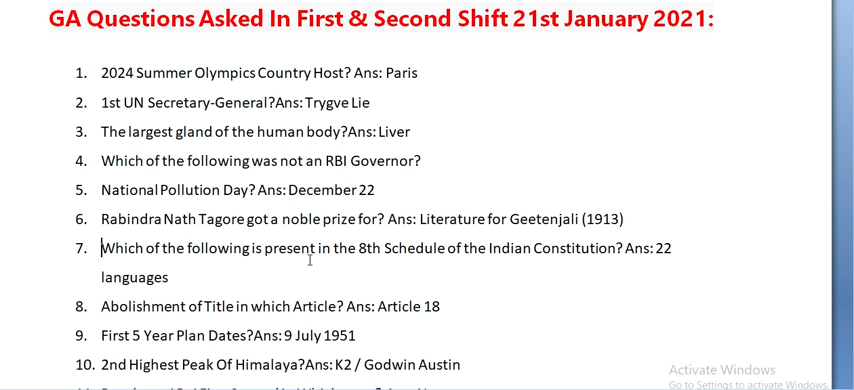 GA Questions Asked In First & Second Shift 21st January 2021:
1. 2024 Summer Olympics Country Host? Ans: Paris
2. 1st UN Secretary-General?Ans: Trygve Lie
3. The largest gland of the human body?Ans: Liver
4. Which of the following was not an RBI Governor?
5. National Pollution Day? Ans: December 22
6. Rabindra Nath Tagore got a noble prize for? Ans: Literature for Geetenjali (1913)
7. Which of the following is present in the 8th Schedule of the Indian Constitution? Ans: 22
languages
8. Abolishment of Title in which Article? Ans: Article 18
9. First 5 Year Plan Dates?Ans: 9 July 1951
10. 2nd Highest Peak Of Himalaya?Ans: K2 / Godwin Austin
Activate Windows
Go to Settings to activate Windows.